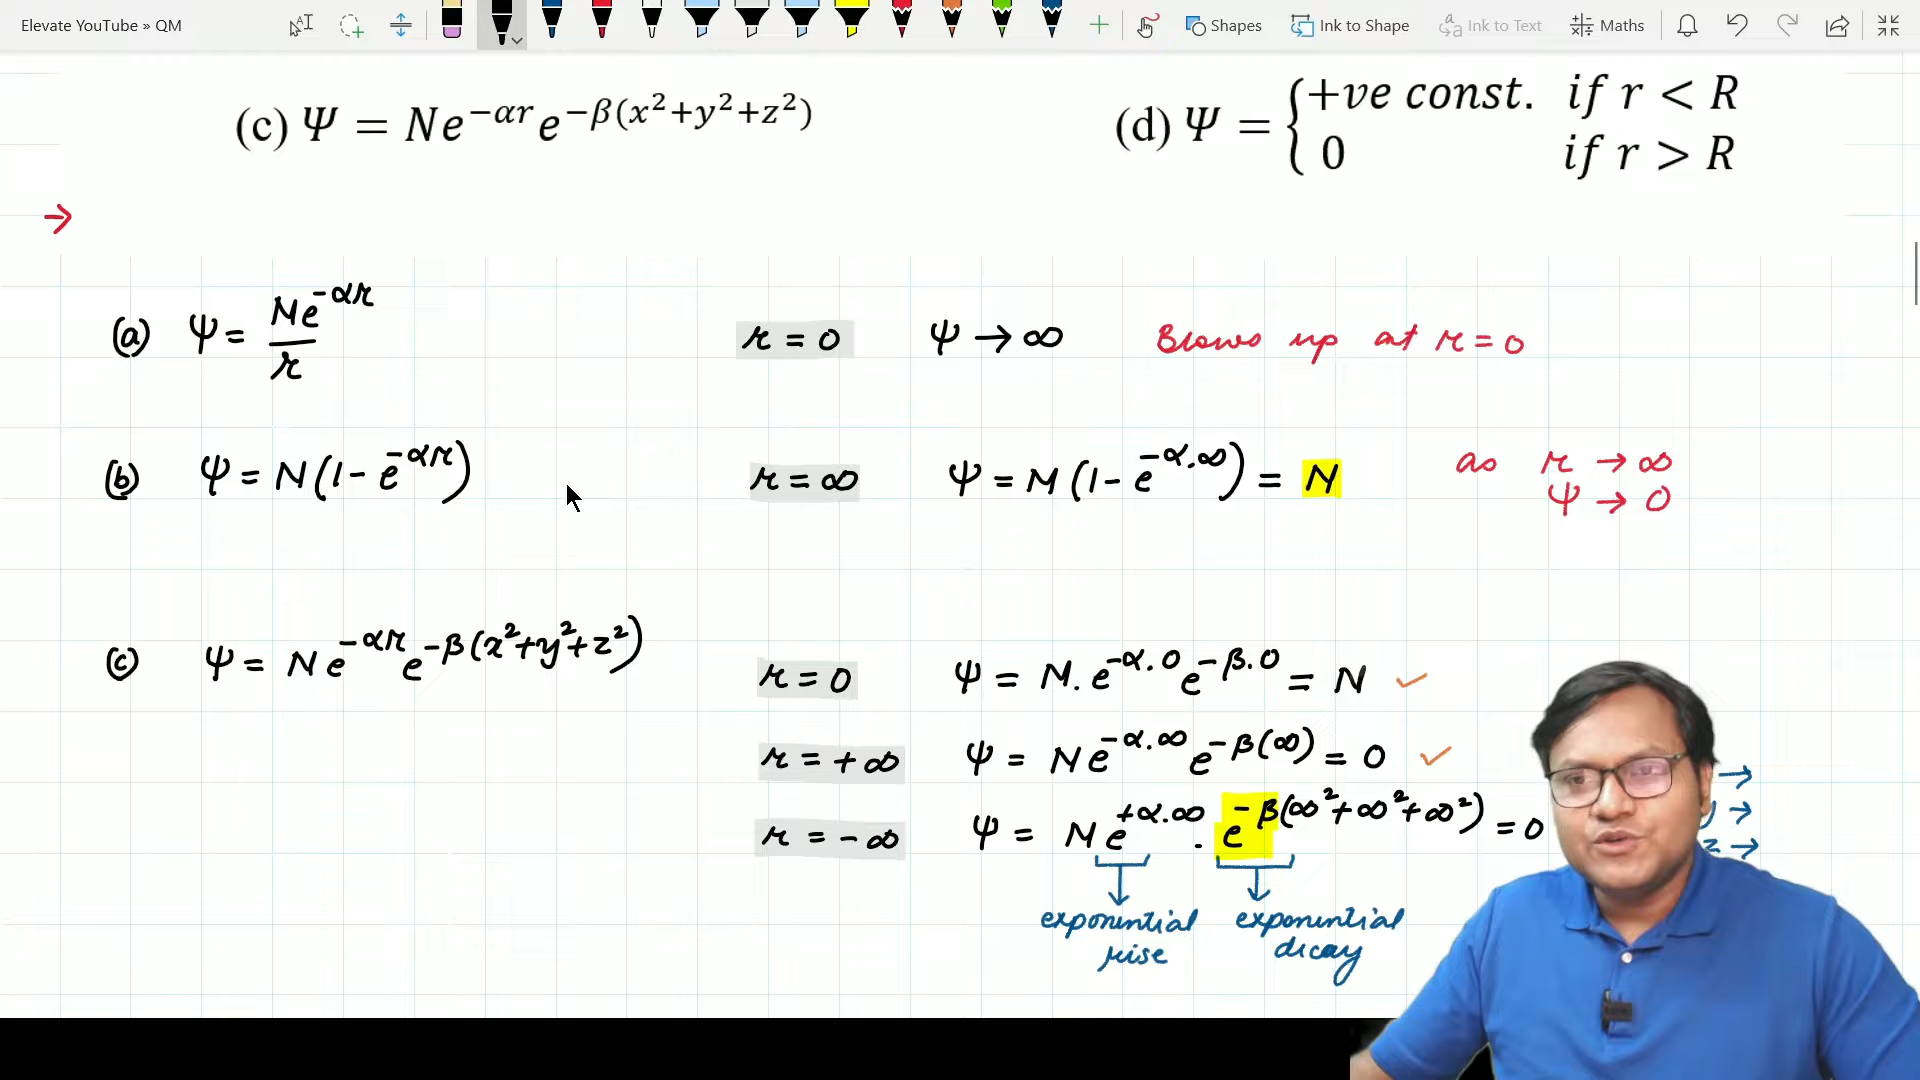 Elevate YouTube » QM
Shapes
Ink to Shape
Ink to Text
Maths
(c) Ψ = Ne^{-αr}e^{-β(x²+y²+z²)}
(d) Ψ = { +ve const. if r < R
0 if r > R
→
(a) Ψ = Ne^{-αr} / r
r = 0
Ψ → ∞
Blows up at r = 0
(b) Ψ = N(1 - e^{-αr})
r = ∞
Ψ = N(1 - e^{-α.∞}) = N
as r → ∞
Ψ → 0
(c) Ψ = Ne^{-αr}e^{-β(x²+y²+z²)}
r = 0
Ψ = N. e^{-α.0}e^{-β.0} = N ✓
r = +∞
Ψ = Ne^{-α.∞}e^{-β(∞)} = 0 ✓
r = -∞
Ψ = Ne^{+α.∞} . e^{-β(∞²+∞²+∞²)} = 0
→
→
z →
exponential rise
exponential decay